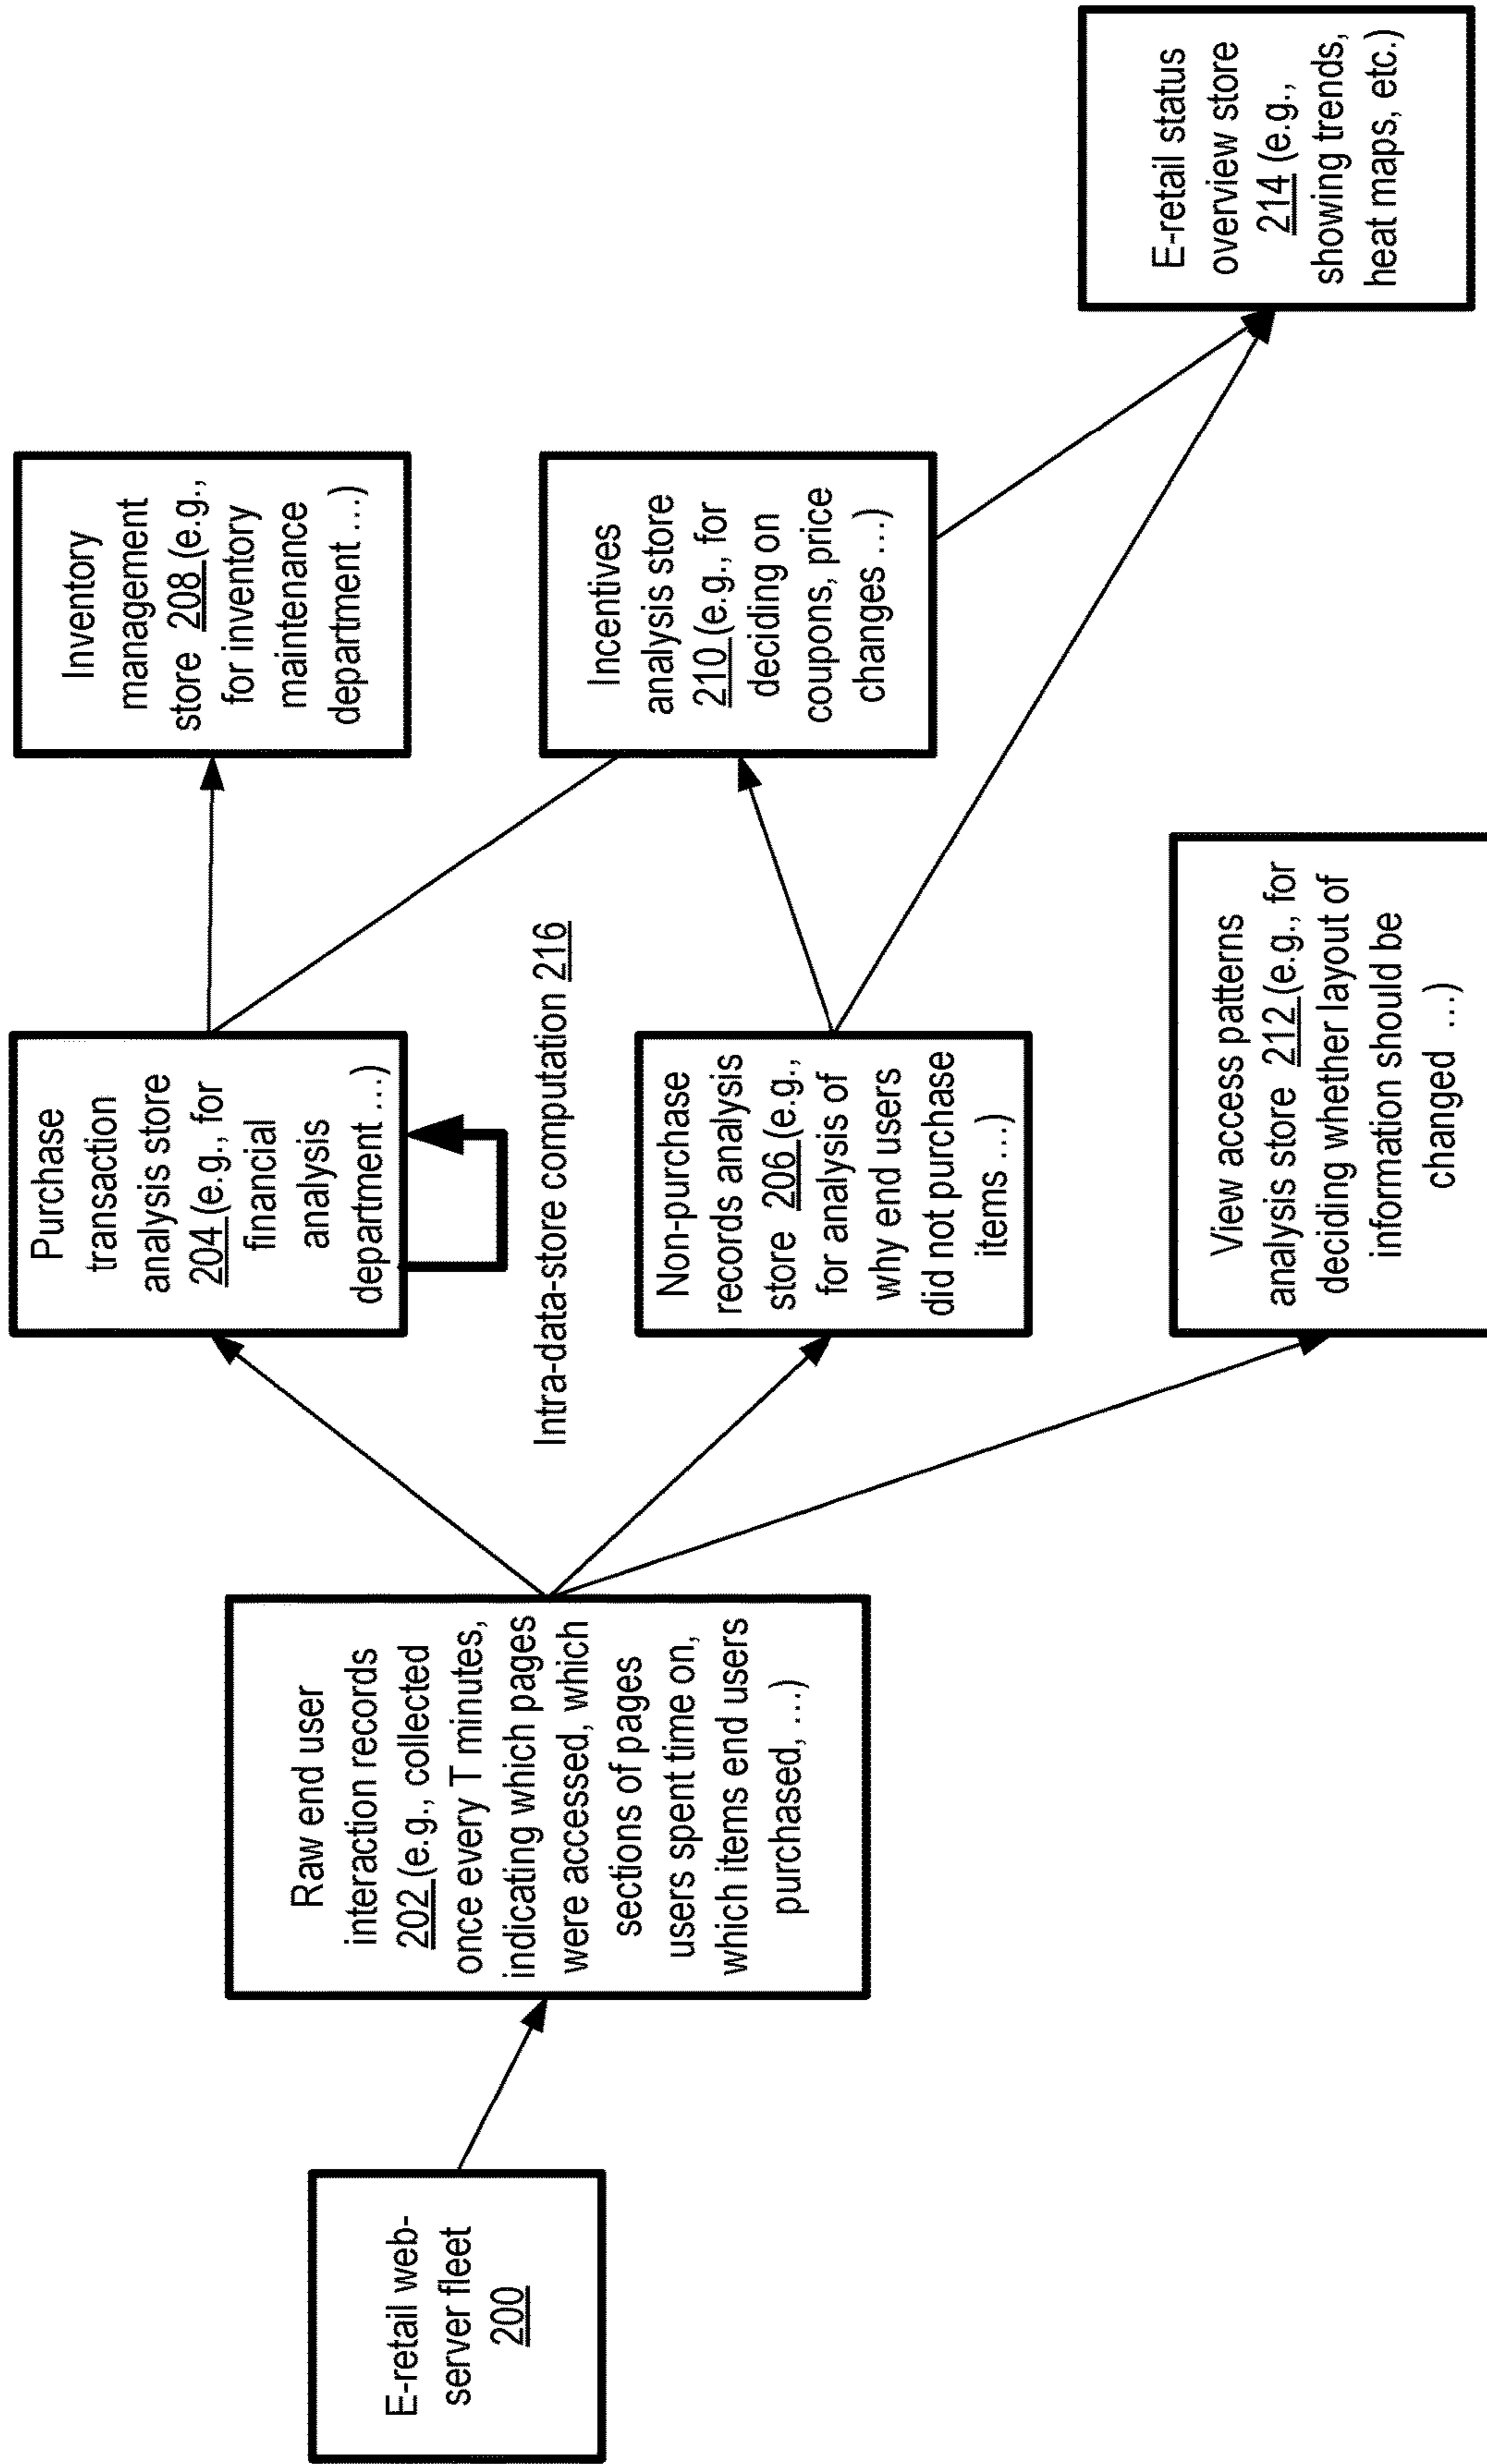 E-retail web-
server fleet
200
Raw end user
interaction records
202 (e.g., collected
once every T minutes,
indicating which pages
were accessed, which
sections of pages
users spent time on,
which items end users
purchased, …)
Purchase
transaction
analysis store
204 (e.g., for
financial
analysis
department …)
Intra-data-store computation 216
Non-purchase
records analysis
store 206 (e.g.,
for analysis of
why end users
did not purchase
items …)
View access patterns
analysis store 212 (e.g., for
deciding whether layout of
information should be
changed …)
Inventory
management
store 208 (e.g.,
for inventory
maintenance
department …)
Incentives
analysis store
210 (e.g., for
deciding on
coupons, price
changes …)
E-retail status
overview store
214 (e.g.,
showing trends,
heat maps, etc.)